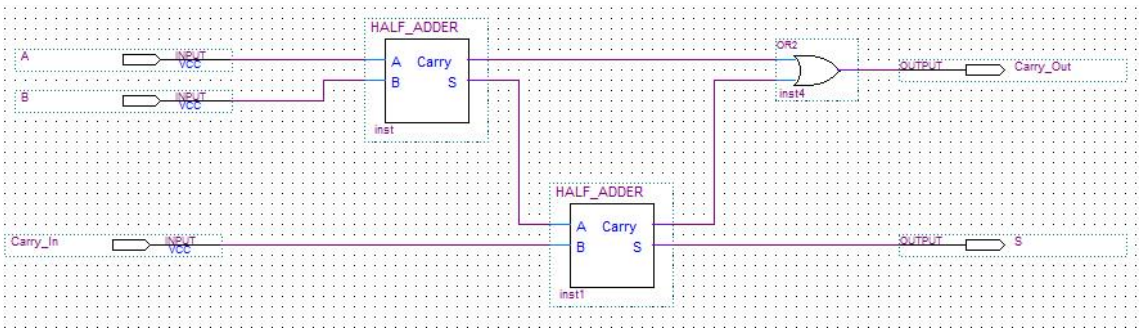 HALF_ADDER
A
INPUT
VCC
A Carry
B S
inst
B
INPUT
VCC
OR2
inst4
OUTPUT
Carry_Out
HALF_ADDER
A Carry
B S
inst1
Carry_In
INPUT
VCC
OUTPUT
S